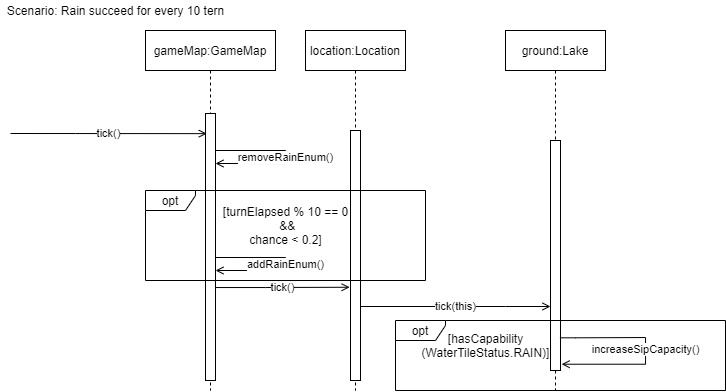 Scenario: Rain succeed for every 10 tern
gameMap:GameMap
location:Location
ground:Lake
tick()
removeRainEnum()
opt
[turnElapsed % 10 == 0
&&
chance < 0.2]
addRainEnum()
tick()
tick(this)
opt
[hasCapability
(WaterTileStatus.RAIN)]
increaseSipCapacity()